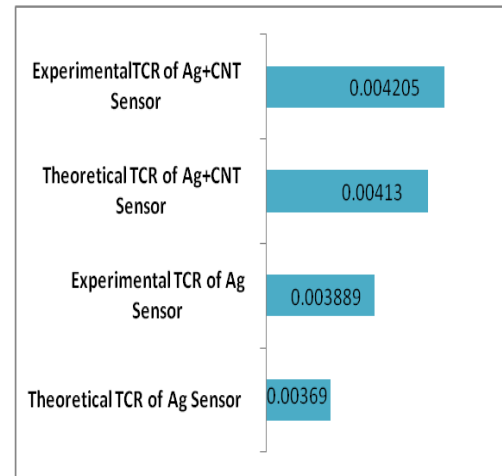 ExperimentalTCR of Ag+CNT
Sensor
0.004205
Theoretical TCR of Ag+CNT
Sensor
0.00413
Experimental TCR of Ag
Sensor
0.003889
Theoretical TCR of Ag Sensor
0.00369